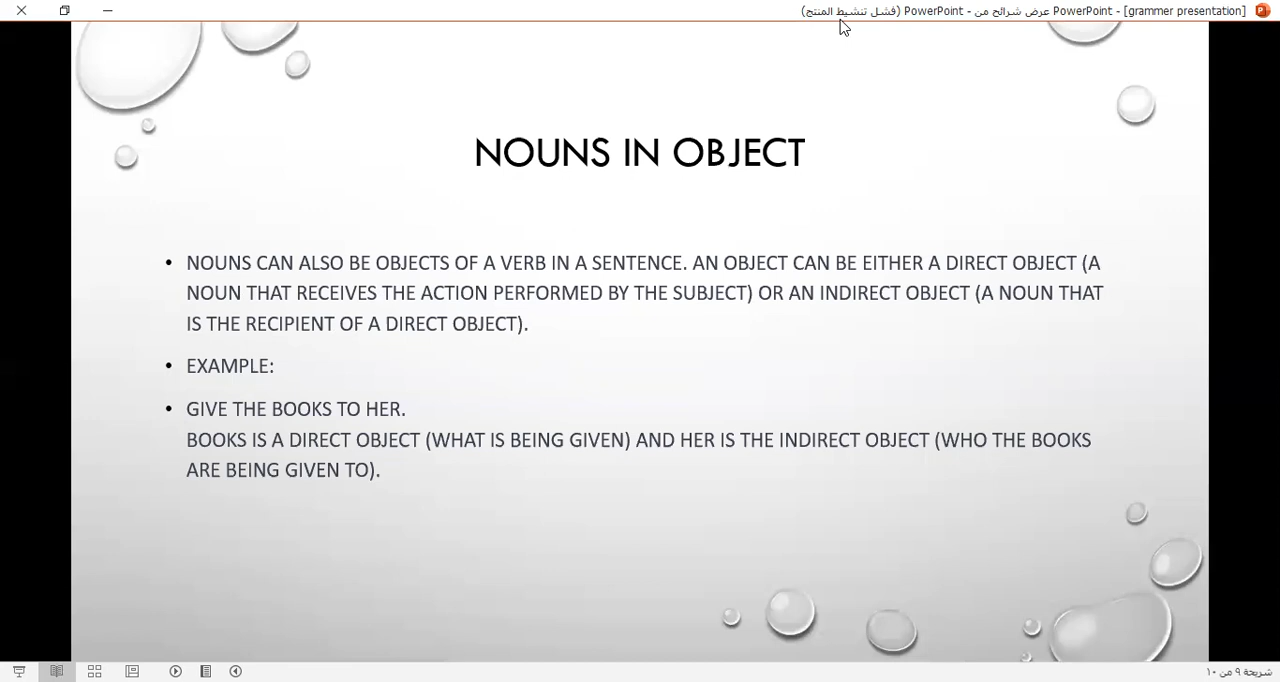 PowerPoint عرض شرائح من - PowerPoint (فشل تنشيط المنتج) - [grammer presentation]
NOUNS IN OBJECT
• NOUNS CAN ALSO BE OBJECTS OF A VERB IN A SENTENCE. AN OBJECT CAN BE EITHER A DIRECT OBJECT (A
NOUN THAT RECEIVES THE ACTION PERFORMED BY THE SUBJECT) OR AN INDIRECT OBJECT (A NOUN THAT
IS THE RECIPIENT OF A DIRECT OBJECT).
• EXAMPLE:
• GIVE THE BOOKS TO HER.
BOOKS IS A DIRECT OBJECT (WHAT IS BEING GIVEN) AND HER IS THE INDIRECT OBJECT (WHO THE BOOKS
ARE BEING GIVEN TO).
شريحة ٩ من ١٠